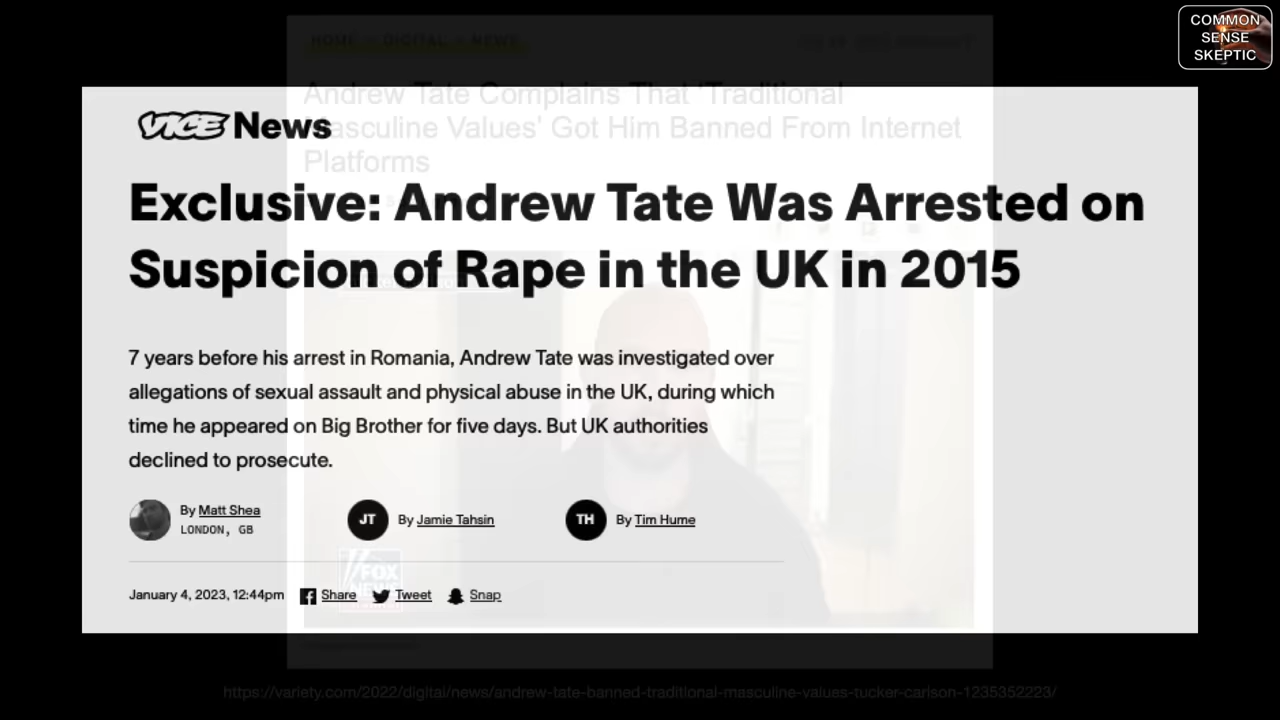 COMMON
SENSE
SKEPTIC
HOME > DIGITAL > NEWS
Andrew Tate Complains That 'Traditional
Masculine Values' Got Him Banned From Internet
Platforms
VICE News
Exclusive: Andrew Tate Was Arrested on
Suspicion of Rape in the UK in 2015
7 years before his arrest in Romania, Andrew Tate was investigated over
allegations of sexual assault and physical abuse in the UK, during which
time he appeared on Big Brother for five days. But UK authorities
declined to prosecute.
By Matt Shea
LONDON, GB
JT By Jamie Tahsin
TH By Tim Hume
January 4, 2023, 12:44pm Share Tweet Snap
FOX
NEWS
https://variety.com/2022/digital/news/andrew-tate-banned-traditional-masculine-values-tucker-carlson-1235352223/